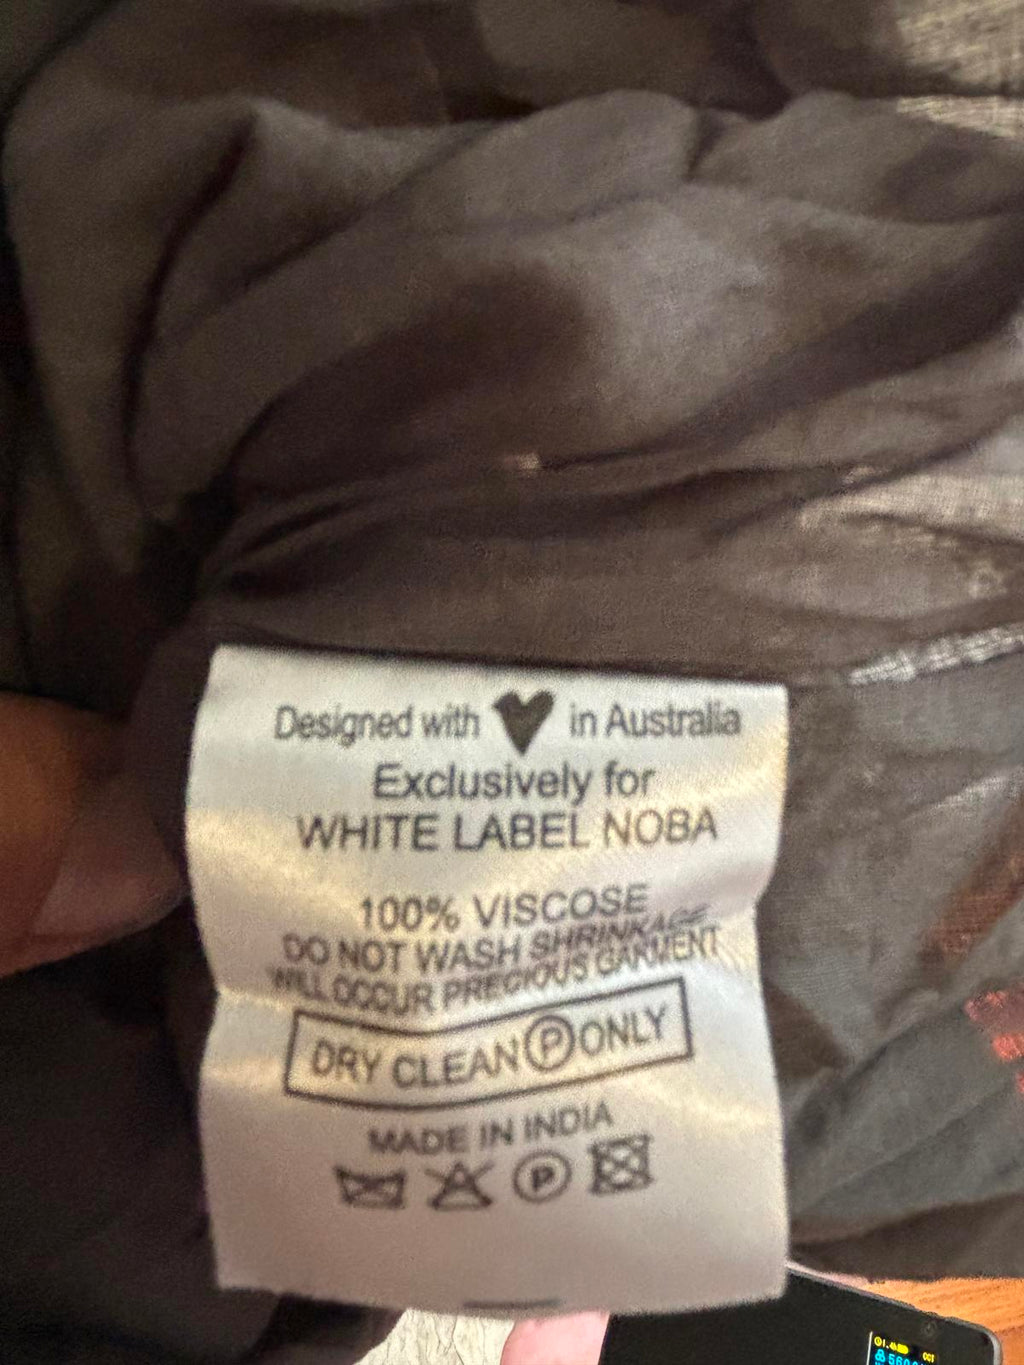 Designed with ♥ in Australia
Exclusively for
WHITE LABEL NOBA
100% VISCOSE
DO NOT WASH SHRINKAGE
WILL OCCUR PRECIOUS GARMENT
DRY CLEAN P ONLY
MADE IN INDIA
P